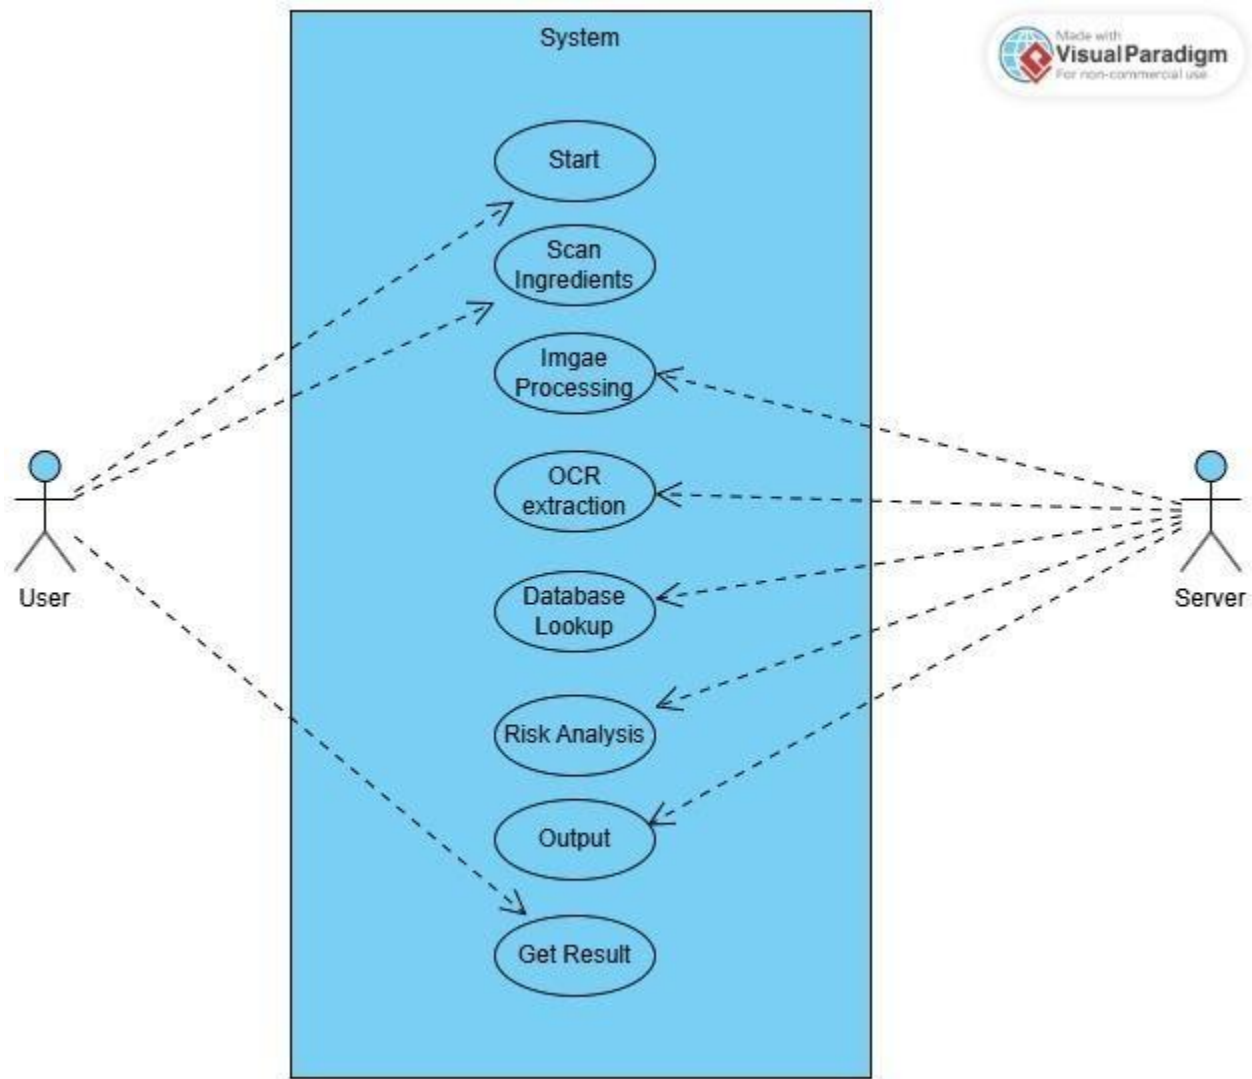 System
Made with
Visual Paradigm
For non-commercial use
Start
Scan
Ingredients
Imgae
Processing
OCR
extraction
User
Server
Database
Lookup
Risk Analysis
Output
Get Result